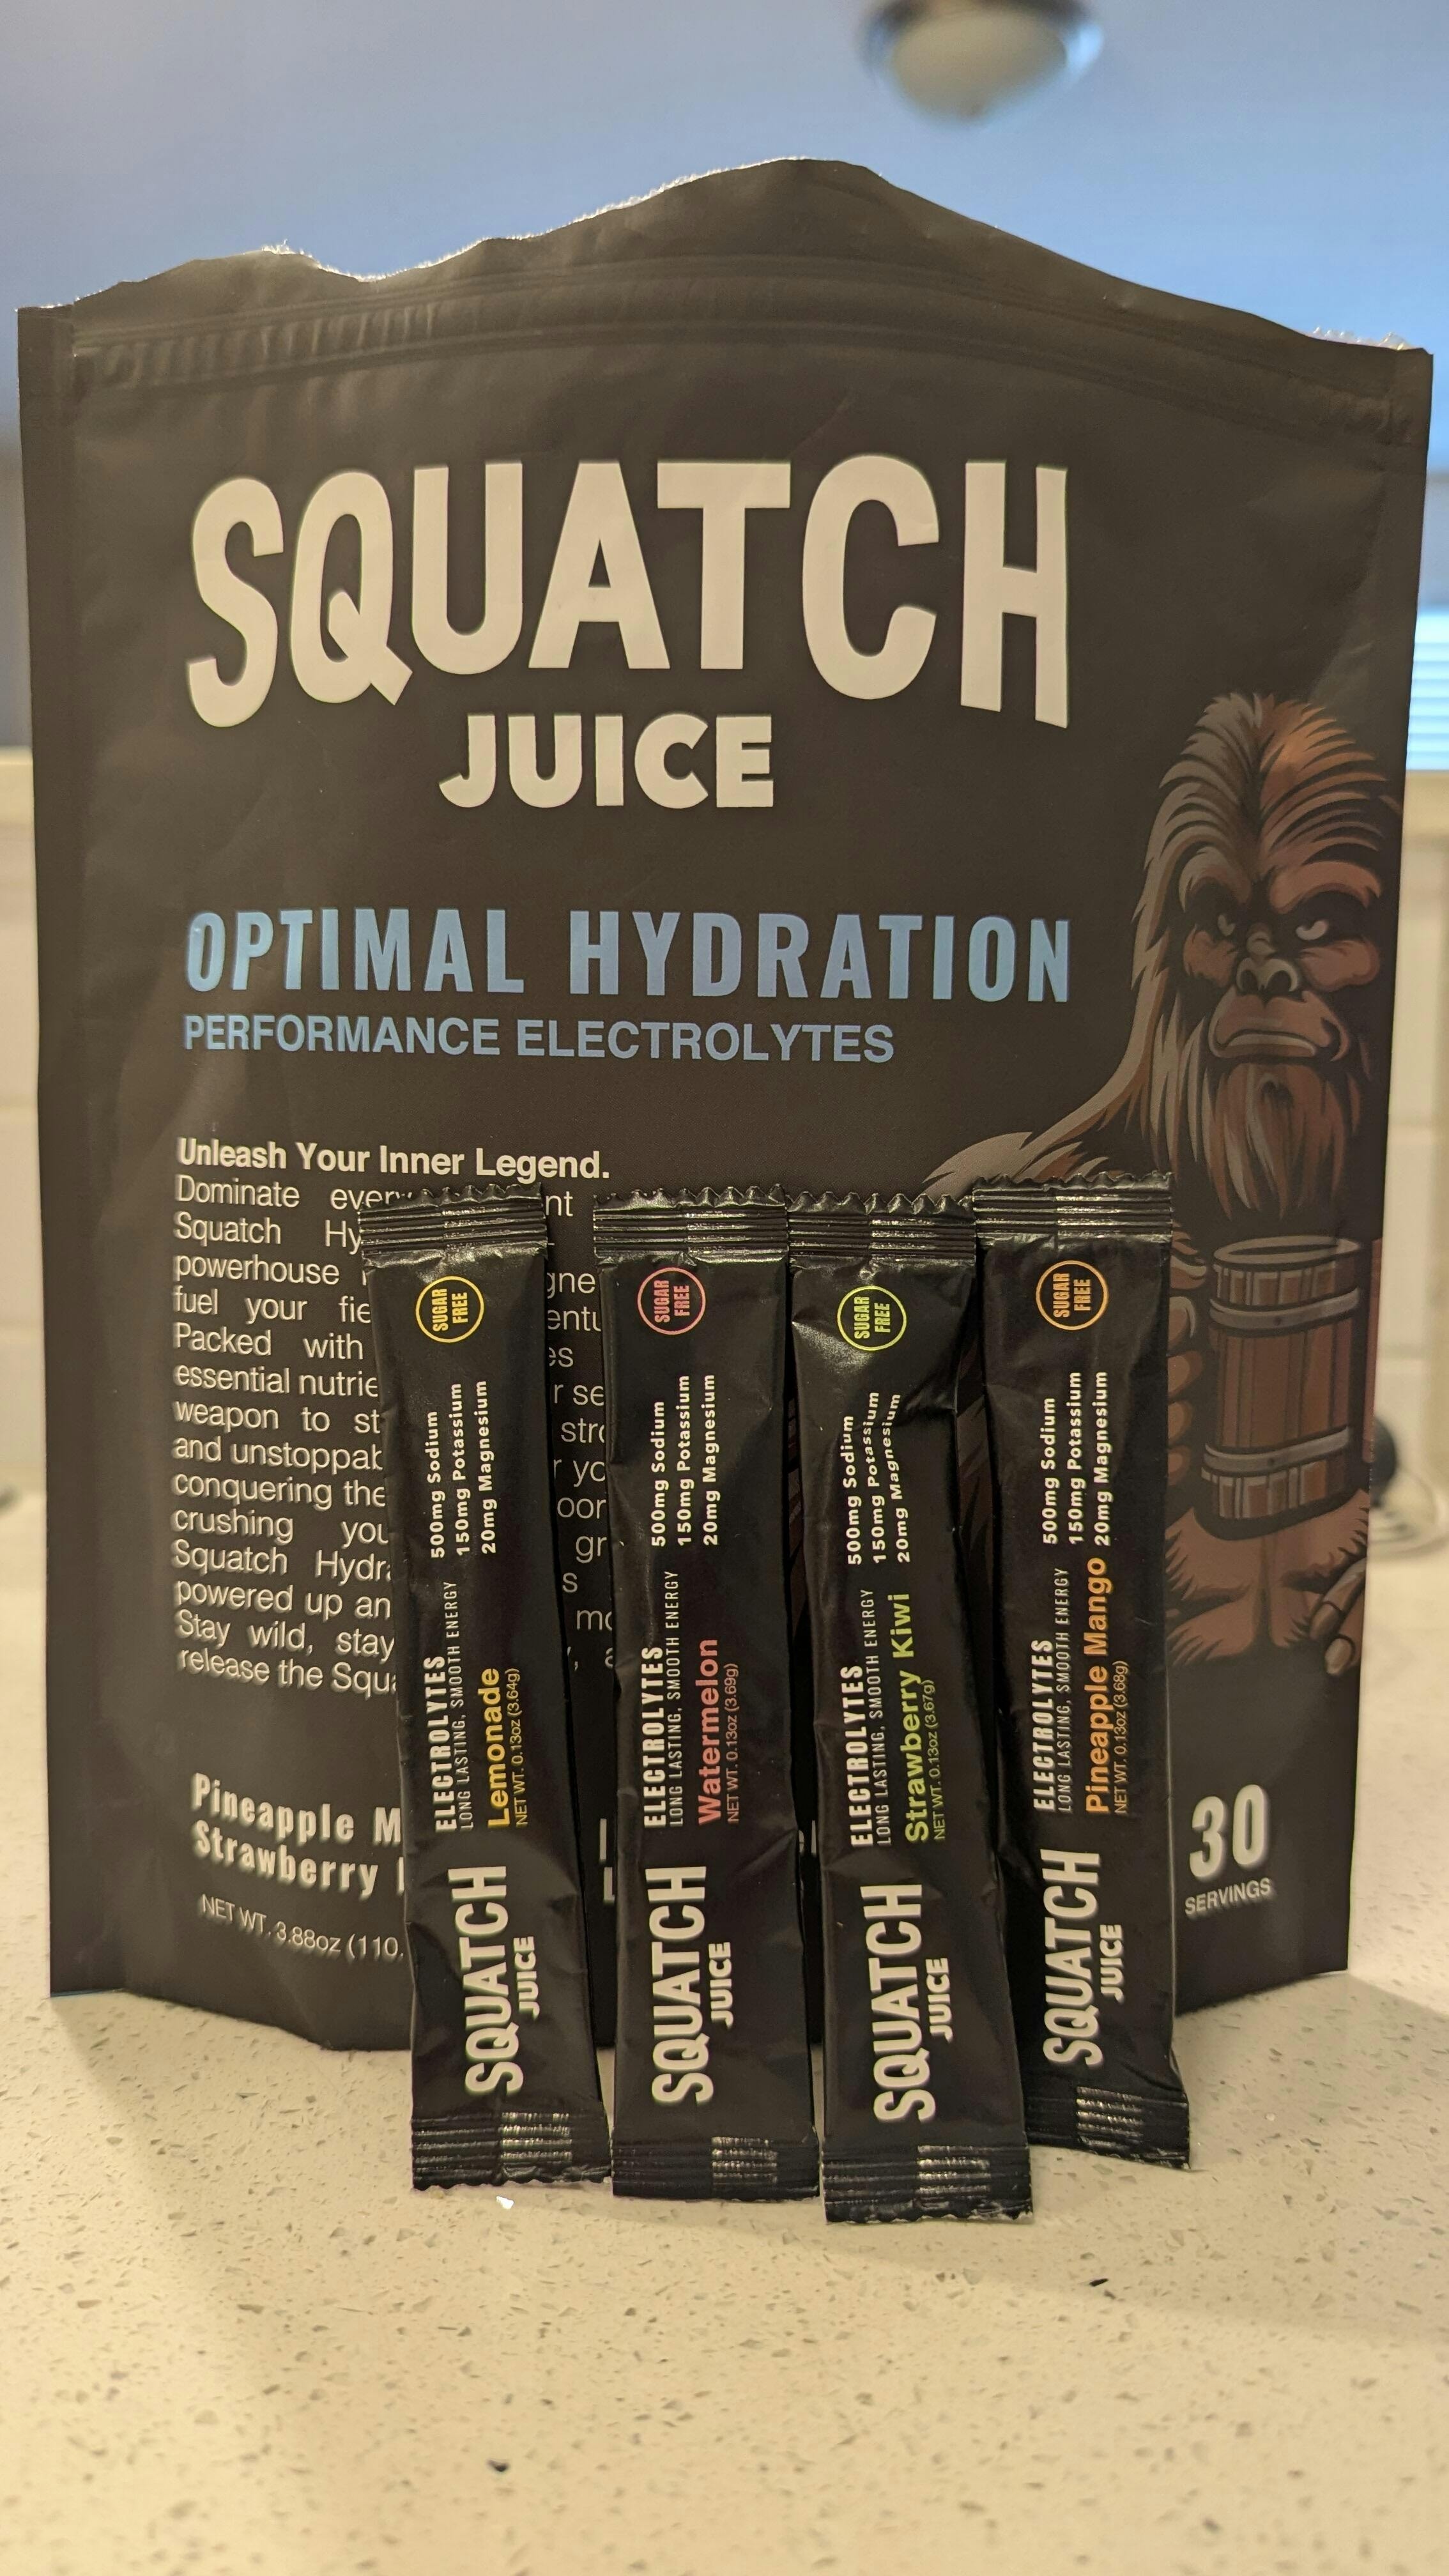 SQUATCH
JUICE
OPTIMAL HYDRATION
PERFORMANCE ELECTROLYTES
Unleash Your Inner Legend.
Dominate
Squatch
powerhouse
fuel your
Packed with
essential
weapon to
and
conquering the
crushing
Squatch
powered up
Stay wild, stay
release the
Pineapple
Strawberry
NET WT. 3.88oz
30
SERVINGS
SUGAR
FREE
500mg Sodium
150mg Potassium
20mg Magnesium
ELECTROLYTES
LONG LASTING, SMOOTH ENERGY
Lemonade
NET WT. 0.13oz (3.64g)
SQUATCH
JUICE
SUGAR
FREE
500mg Sodium
150mg Potassium
20mg Magnesium
ELECTROLYTES
LONG LASTING, SMOOTH ENERGY
Watermelon
NET WT. 0.13oz (3.69g)
SQUATCH
JUICE
SUGAR
FREE
500mg Sodium
150mg Potassium
20mg Magnesium
ELECTROLYTES
LONG LASTING, SMOOTH ENERGY
Strawberry Kiwi
NET WT. 0.13oz (3.67g)
SQUATCH
JUICE
SUGAR
FREE
500mg Sodium
150mg Potassium
20mg Magnesium
ELECTROLYTES
LONG LASTING, SMOOTH ENERGY
Pineapple Mango
NET WT. 0.13oz (3.68g)
SQUATCH
JUICE